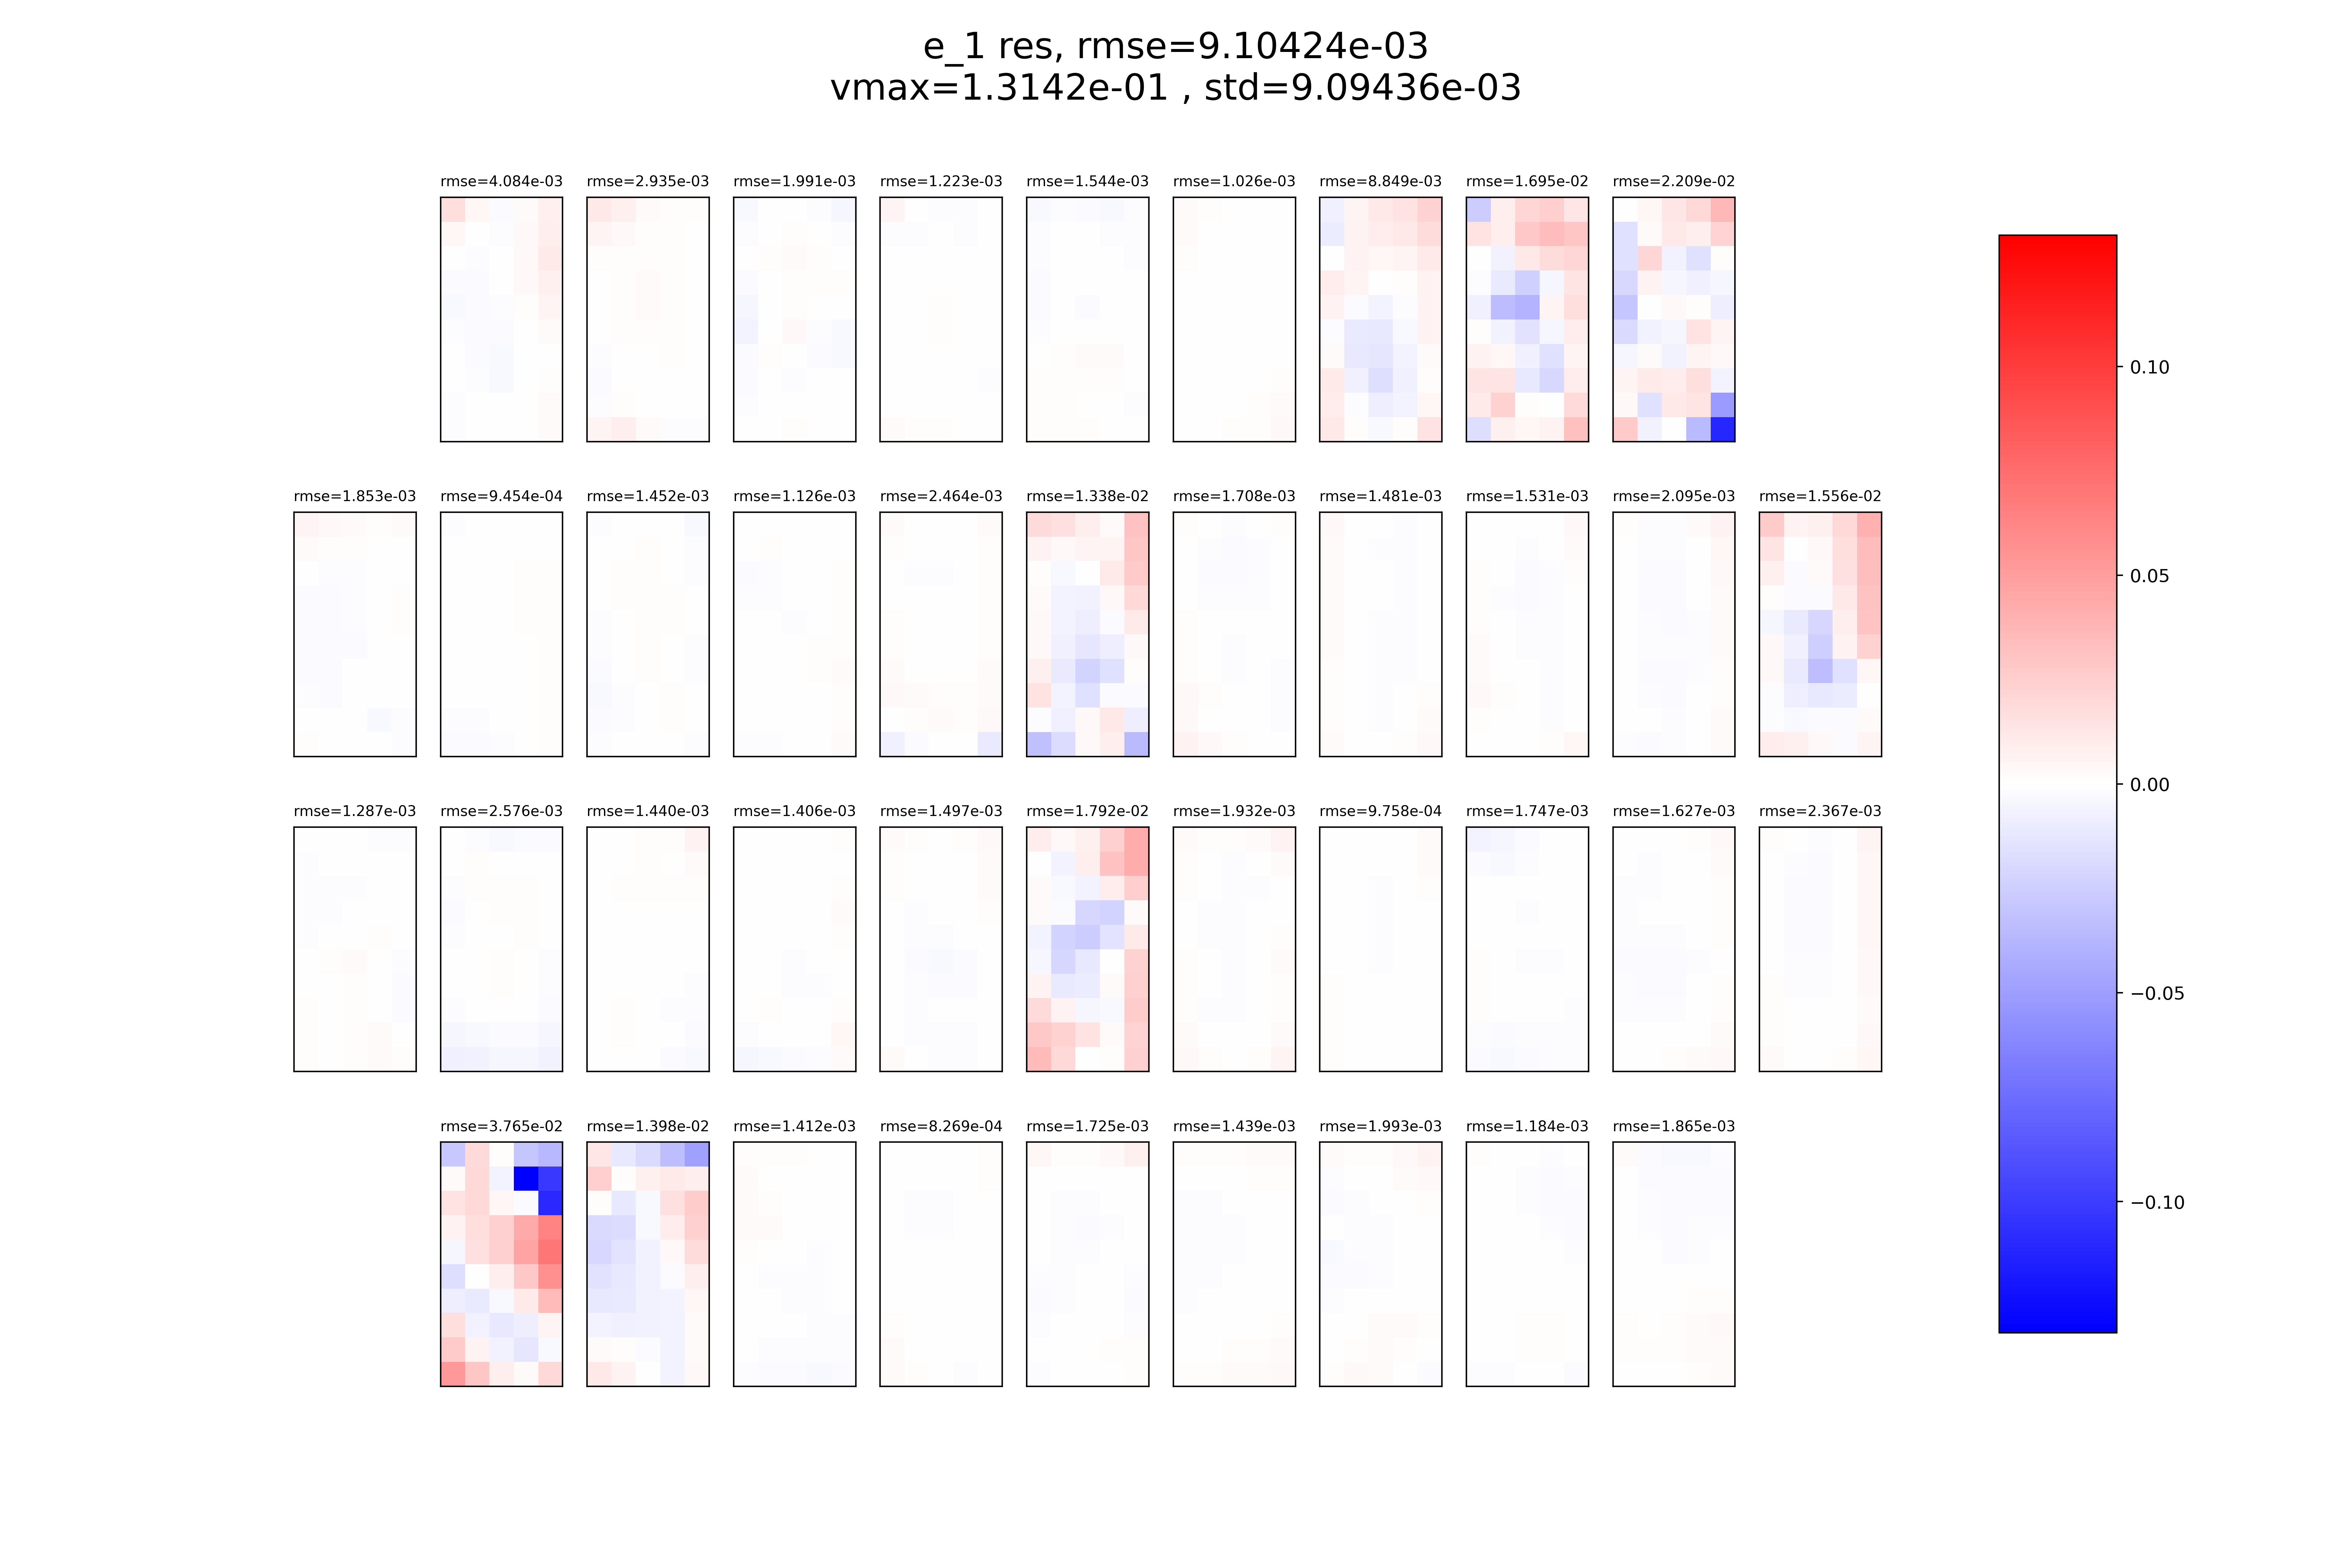 e_1 res, rmse=9.10424e-03
vmax=1.3142e-01 , std=9.09436e-03
rmse=4.084e-03 rmse=2.935e-03 rmse=1.991e-03 rmse=1.223e-03 rmse=1.544e-03 rmse=1.026e-03 rmse=8.849e-03 rmse=1.695e-02 rmse=2.209e-02
rmse=1.853e-03 rmse=9.454e-04 rmse=1.452e-03 rmse=1.126e-03 rmse=2.464e-03 rmse=1.338e-02 rmse=1.708e-03 rmse=1.481e-03 rmse=1.531e-03 rmse=2.095e-03 rmse=1.556e-02
rmse=1.287e-03 rmse=2.576e-03 rmse=1.440e-03 rmse=1.406e-03 rmse=1.497e-03 rmse=1.792e-02 rmse=1.932e-03 rmse=9.758e-04 rmse=1.747e-03 rmse=1.627e-03 rmse=2.367e-03
rmse=3.765e-02 rmse=1.398e-02 rmse=1.412e-03 rmse=8.269e-04 rmse=1.725e-03 rmse=1.439e-03 rmse=1.993e-03 rmse=1.184e-03 rmse=1.865e-03
0.10
0.05
0.00
−0.05
−0.10